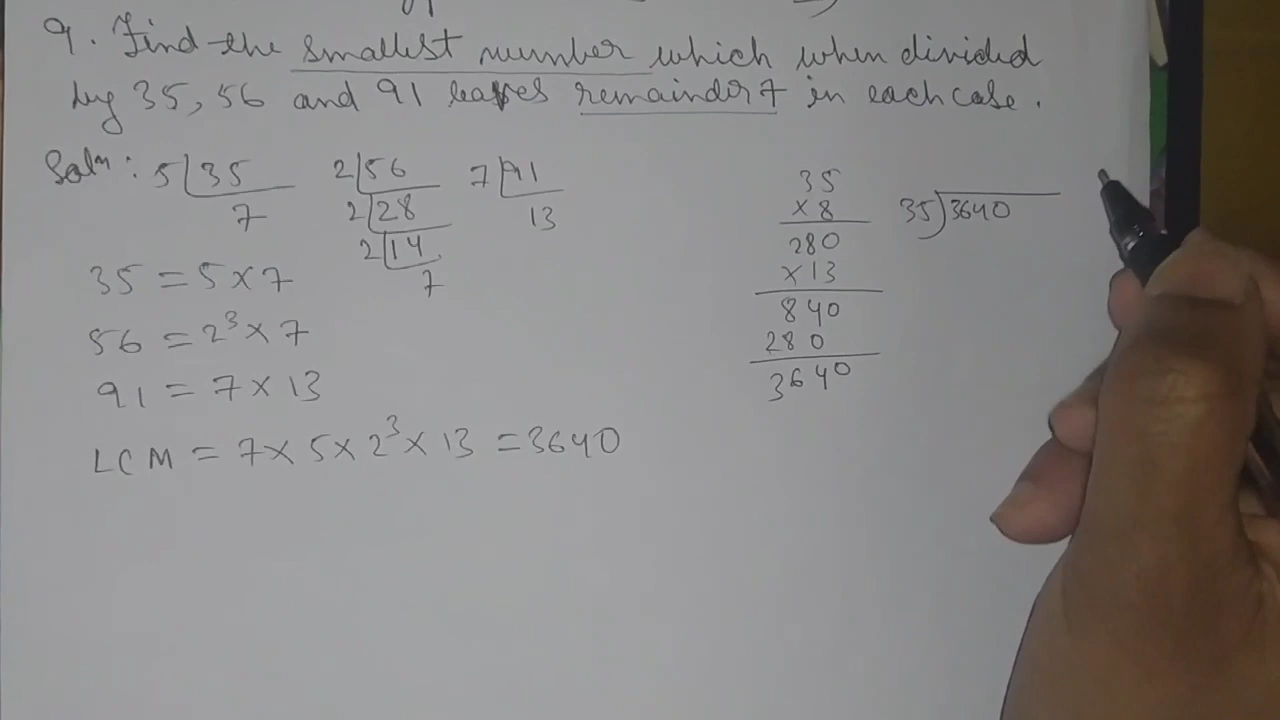 9. Find the smallest number which when divided
by 35, 56 and 91 leaves remainder 7 in each case.
Solⁿ: 5 35
7
2 56
2 28
2 14
7
7 91
13
35 = 5 × 7
56 = 2³ × 7
91 = 7 × 13
LCM = 7 × 5 × 2³ × 13 = 3640
35
× 8
280
× 13
840
280
3640
35)3640